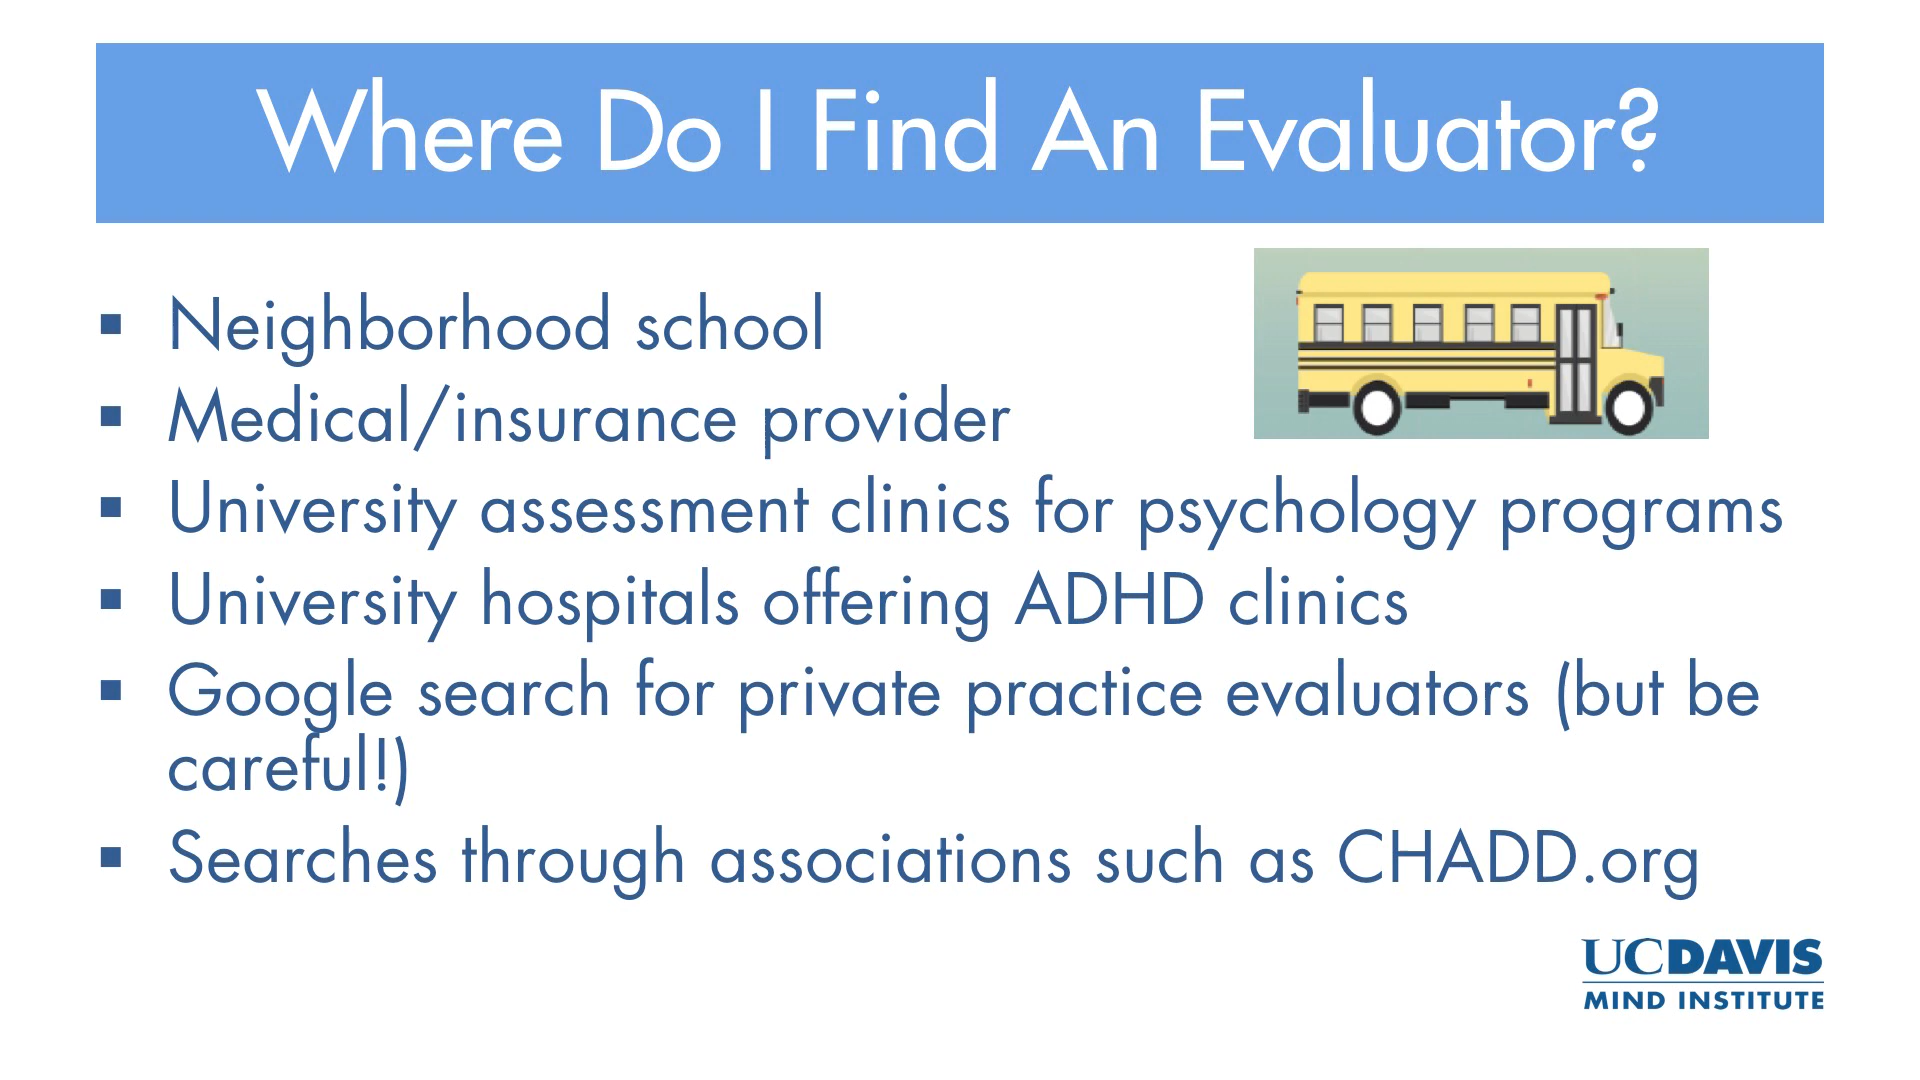 Where Do I Find An Evaluator?
▪ Neighborhood school
▪ Medical/insurance provider
▪ University assessment clinics for psychology programs
▪ University hospitals offering ADHD clinics
▪ Google search for private practice evaluators (but be
careful!)
▪ Searches through associations such as CHADD.org
UCDAVIS
MIND INSTITUTE